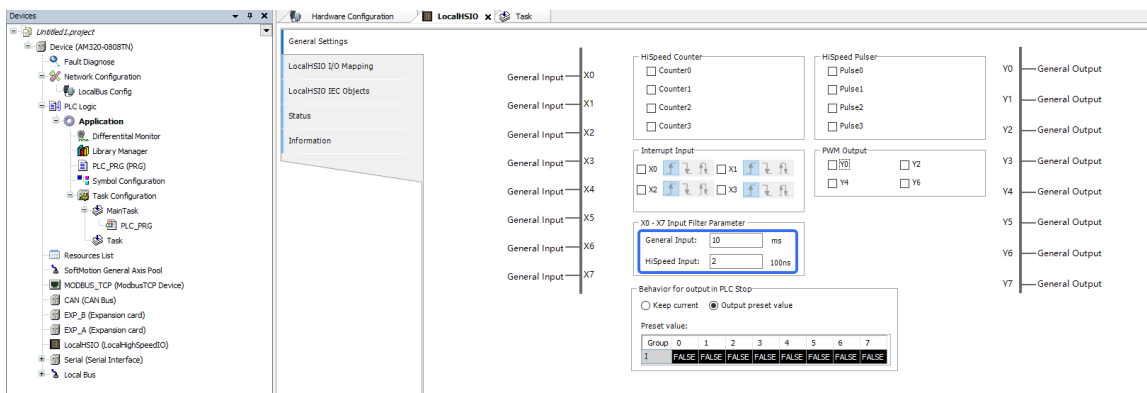 Devices
Untitled1.project
Device (AM320-0808TN)
Fault Diagnose
Network Configuration
LocalBus Config
PLC Logic
Application
Differentital Monitor
Library Manager
PLC_PRG (PRG)
Symbol Configuration
Task Configuration
MainTask
PLC_PRG
Task
Resources List
SoftMotion General Axis Pool
MODBUS_TCP (ModbusTCP Device)
CAN (CAN Bus)
EXP_B (Expansion card)
EXP_A (Expansion card)
LocalHSIO (LocalHighSpeedIO)
Serial (Serial Interface)
Local Bus
Hardware Configuration LocalHSIO Task
General Settings
LocalHSIO I/O Mapping
LocalHSIO IEC Objects
Status
Information
General Input X0
General Input X1
General Input X2
General Input X3
General Input X4
General Input X5
General Input X6
General Input X7
HiSpeed Counter
Counter0
Counter1
Counter2
Counter3
HiSpeed Pulser
Pulse0
Pulse1
Pulse2
Pulse3
Interrupt Input
X0 X1
X2 X3
PWM Output
Y0 Y2
Y4 Y6
X0 - X7 Input Filter Parameter
General Input: 10 ms
HiSpeed Input: 2 100ns
Behavior for output in PLC Stop
Keep current Output preset value
Preset value:
Group 0 1 2 3 4 5 6 7
I FALSE FALSE FALSE FALSE FALSE FALSE FALSE FALSE
Y0 General Output
Y1 General Output
Y2 General Output
Y3 General Output
Y4 General Output
Y5 General Output
Y6 General Output
Y7 General Output